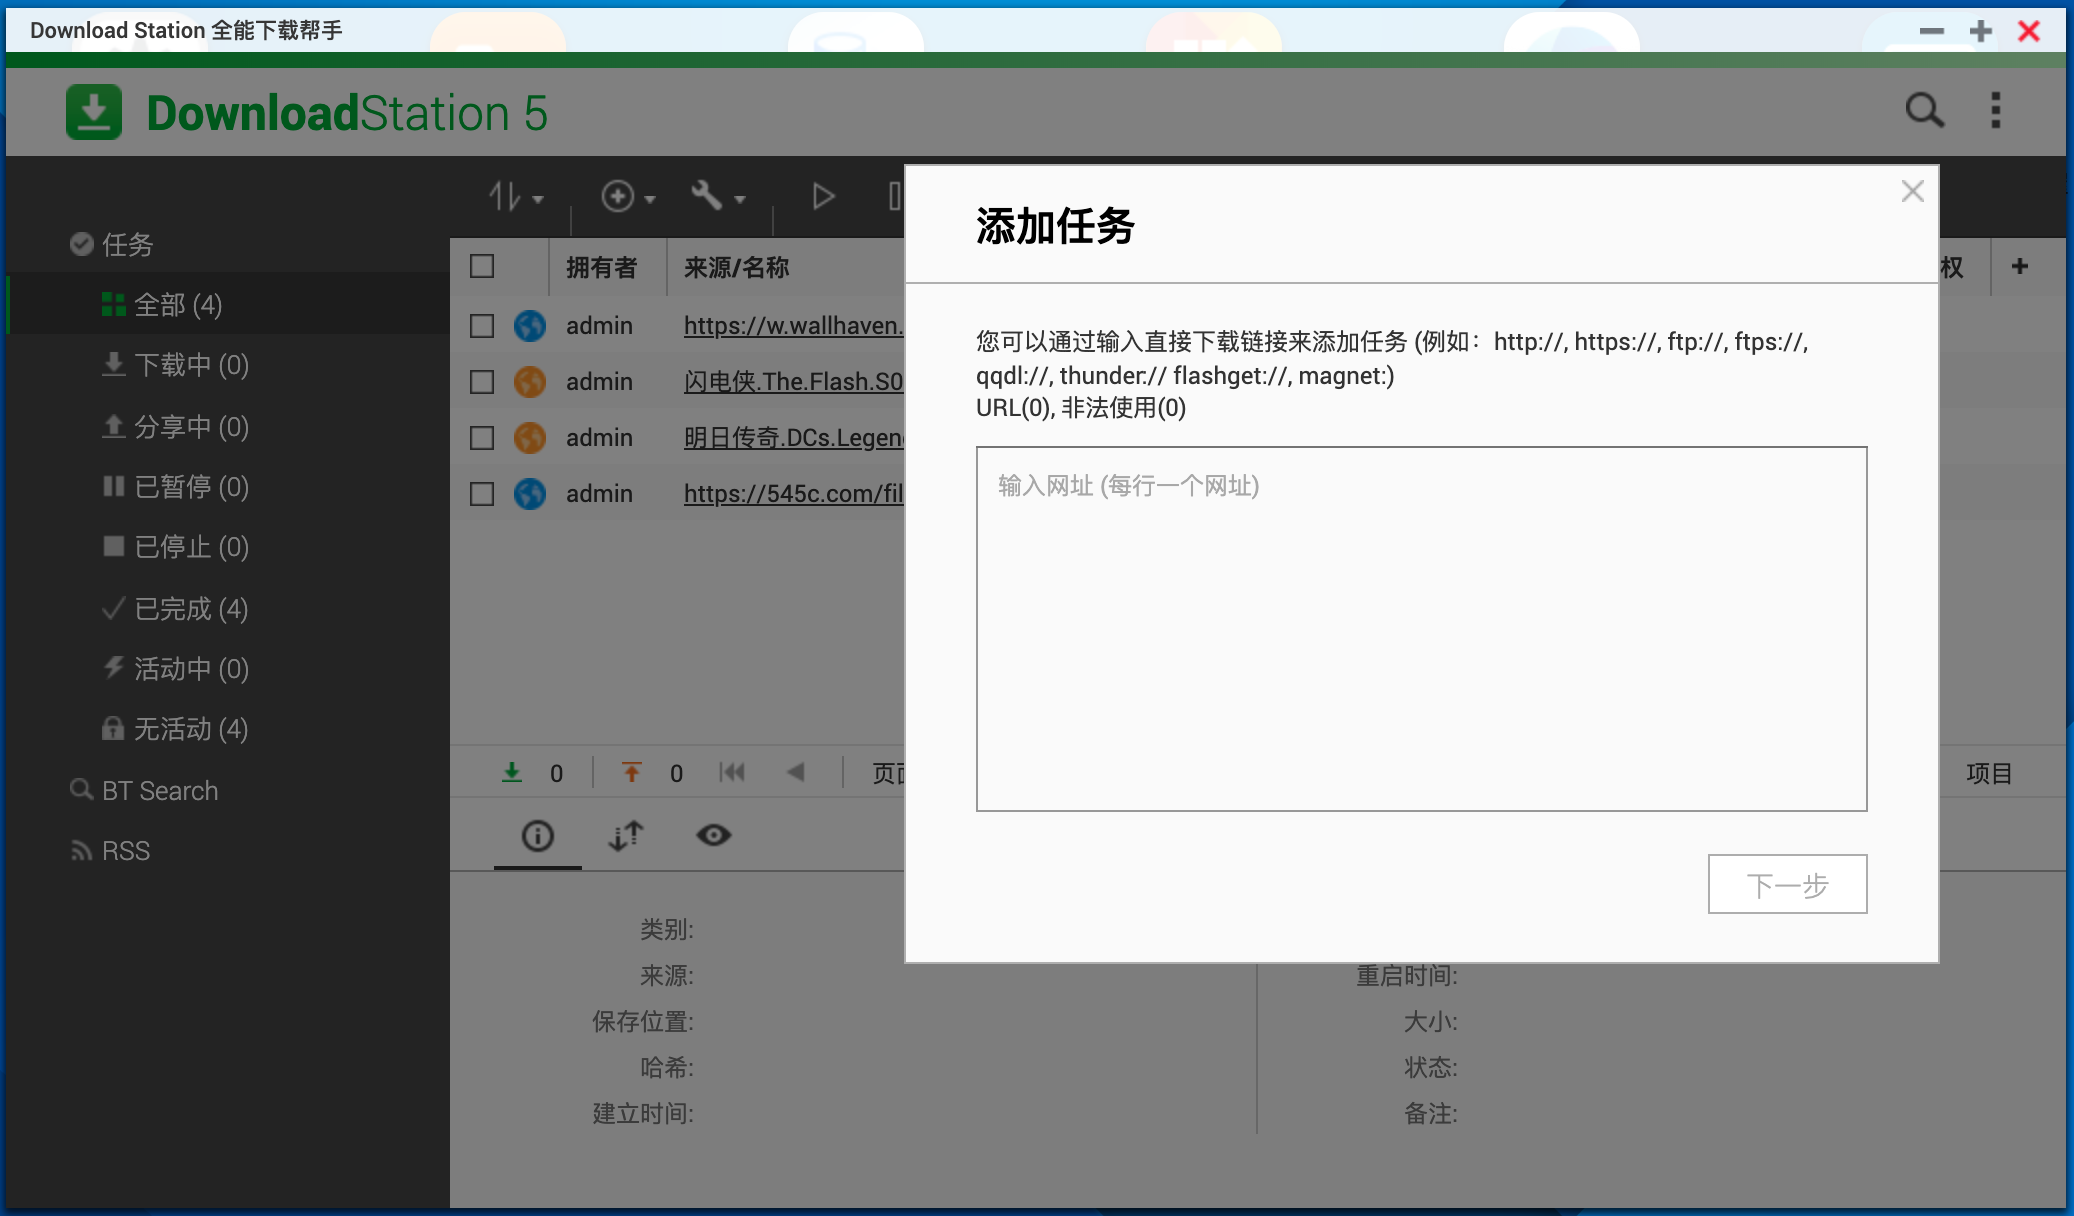 Download Station 全能下载帮手
DownloadStation 5
任务
全部 (4)
下载中 (0)
分享中 (0)
已暂停 (0)
已停止 (0)
已完成 (4)
活动中 (0)
无活动 (4)
BT Search
RSS
拥有者 来源/名称
权
admin https://w.wallhaven.
admin 闪电侠.The.Flash.S0
admin 明日传奇.DCs.Legen
admin https://545c.com/fil
0 0 页
项目
类别:
来源:
保存位置:
哈希:
建立时间:
重启时间:
大小:
状态:
备注:
添加任务
您可以通过输入直接下载链接来添加任务 (例如：http://, https://, ftp://, ftps://,
qqdl://, thunder:// flashget://, magnet:)
URL(0), 非法使用(0)
输入网址 (每行一个网址)
下一步